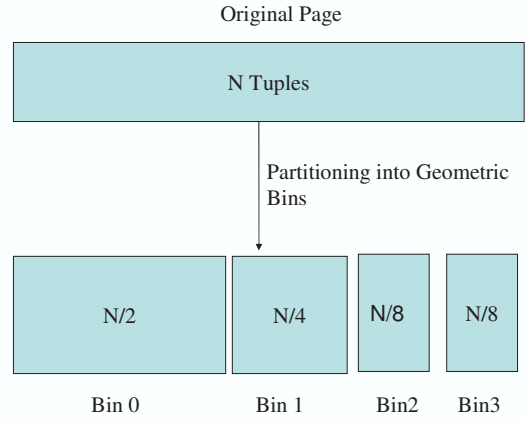 Original Page
N Tuples
Partitioning into Geometric
Bins
N/2
N/4
N/8
N/8
Bin 0
Bin 1
Bin2
Bin3